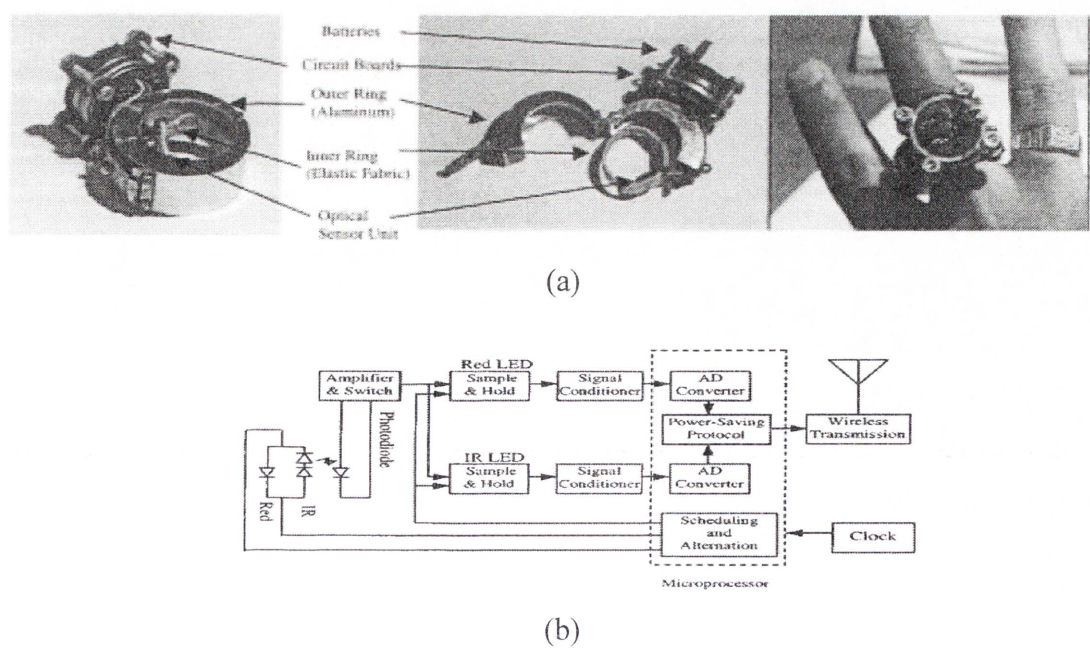 Batteries
Circuit Boards
Outer Ring
(Aluminum)
Inner Ring
(Elastic Fabric)
Optical
Sensor Unit
(a)
Red LED
Amplifier
& Switch
Sample
& Hold
Signal
Conditioner
AD
Converter
Photodiode
Power-Saving
Protocol
Wireless
Transmission
IR LED
Sample
& Hold
Signal
Conditioner
AD
Converter
Red
IR
Scheduling
and
Alternation
Clock
Microprocessor
(b)